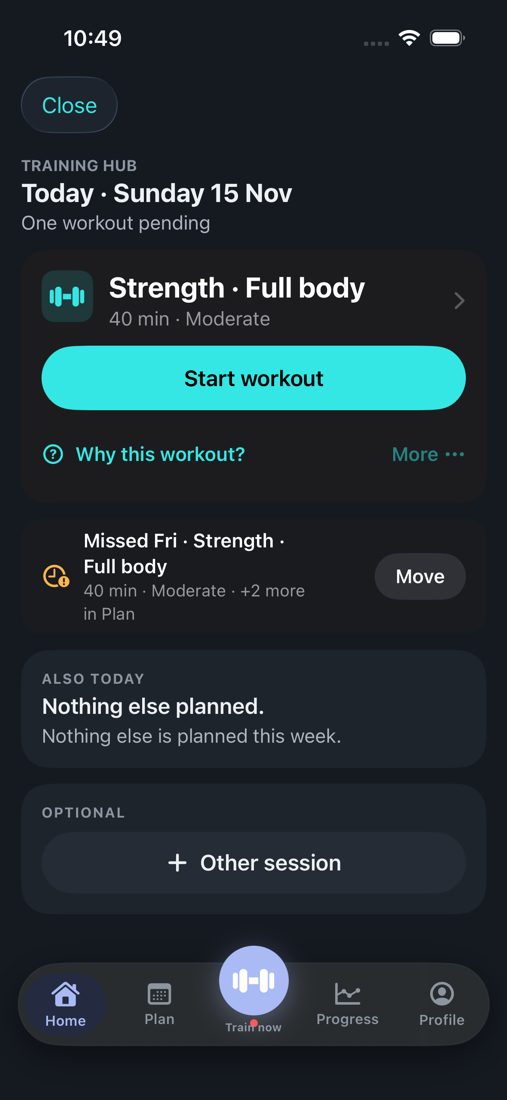 10:49
Close
TRAINING HUB
Today · Sunday 15 Nov
One workout pending
Strength · Full body
40 min · Moderate
Start workout
Why this workout?
More ···
Missed Fri · Strength ·
Full body
40 min · Moderate · +2 more
in Plan
Move
ALSO TODAY
Nothing else planned.
Nothing else is planned this week.
OPTIONAL
+ Other session
Home
Plan
Train now
Progress
Profile